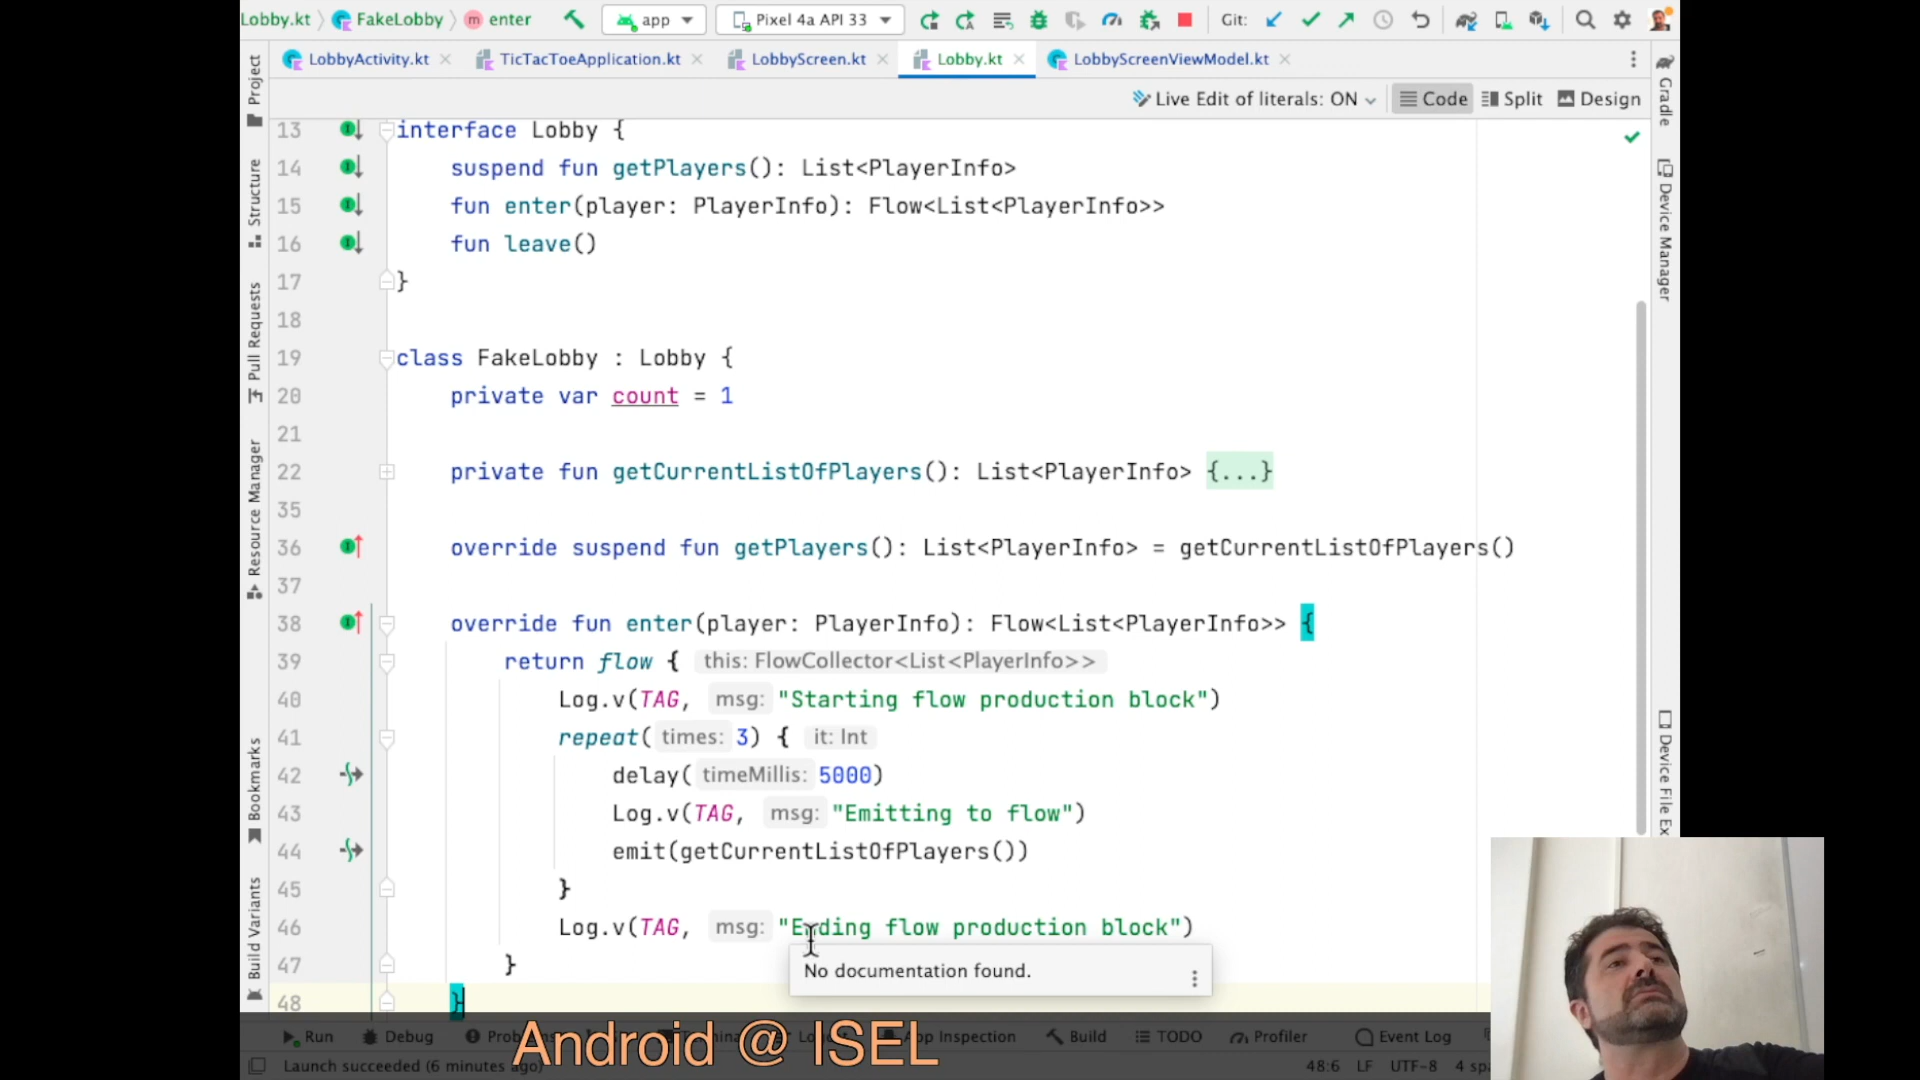 Lobby.kt FakeLobby enter app Pixel 4a API 33 Git:
LobbyActivity.kt TicTacToeApplication.kt LobbyScreen.kt Lobby.kt LobbyScreenViewModel.kt
Live Edit of literals: ON Code Split Design
13 interface Lobby {
14 suspend fun getPlayers(): List<PlayerInfo>
15 fun enter(player: PlayerInfo): Flow<List<PlayerInfo>>
16 fun leave()
17 }
18
19 class FakeLobby : Lobby {
20 private var count = 1
21
22 private fun getCurrentListOfPlayers(): List<PlayerInfo> {...}
35
36 override suspend fun getPlayers(): List<PlayerInfo> = getCurrentListOfPlayers()
37
38 override fun enter(player: PlayerInfo): Flow<List<PlayerInfo>> {
39 return flow { this: FlowCollector<List<PlayerInfo>>
40 Log.v(TAG, msg: "Starting flow production block")
41 repeat( times: 3) { it: Int
42 delay( timeMillis: 5000)
43 Log.v(TAG, msg: "Emitting to flow")
44 emit(getCurrentListOfPlayers())
45 }
46 Log.v(TAG, msg: "Ending flow production block")
47 }
48 }
No documentation found.
Project
Structure
Pull Requests
Resource Manager
Bookmarks
Build Variants
Gradle
Device Manager
Device File Ex
Run Debug App Inspection Build TODO Profiler Event Log
Android @ ISEL
Launch succeeded (6 minutes ago) 48:6 LF UTF-8